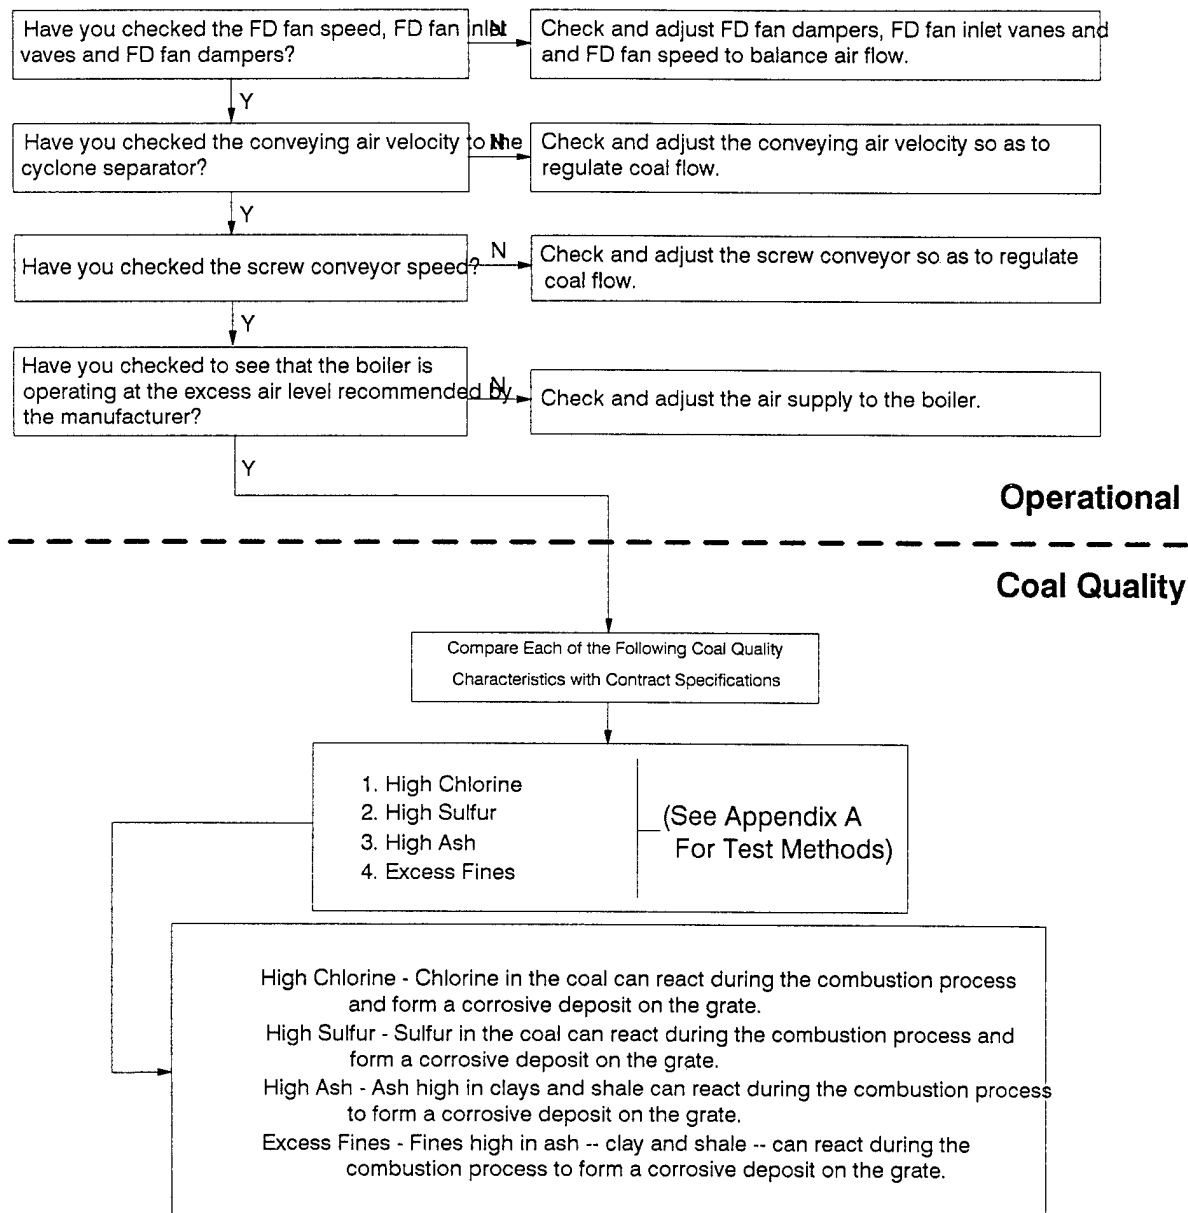 Have you checked the FD fan speed, FD fan inlet
vaves and FD fan dampers?
N
Check and adjust FD fan dampers, FD fan inlet vanes and
and FD fan speed to balance air flow.
Y
Have you checked the conveying air velocity to the
cyclone separator?
N
Check and adjust the conveying air velocity so as to
regulate coal flow.
Y
Have you checked the screw conveyor speed?
N
Check and adjust the screw conveyor so as to regulate
coal flow.
Y
Have you checked to see that the boiler is
operating at the excess air level recommended by
the manufacturer?
N
Check and adjust the air supply to the boiler.
Y
Operational
Coal Quality
Compare Each of the Following Coal Quality
Characteristics with Contract Specifications
1. High Chlorine
2. High Sulfur
3. High Ash
4. Excess Fines
(See Appendix A
For Test Methods)
High Chlorine - Chlorine in the coal can react during the combustion process
and form a corrosive deposit on the grate.
High Sulfur - Sulfur in the coal can react during the combustion process and
form a corrosive deposit on the grate.
High Ash - Ash high in clays and shale can react during the combustion process
to form a corrosive deposit on the grate.
Excess Fines - Fines high in ash -- clay and shale -- can react during the
combustion process to form a corrosive deposit on the grate.